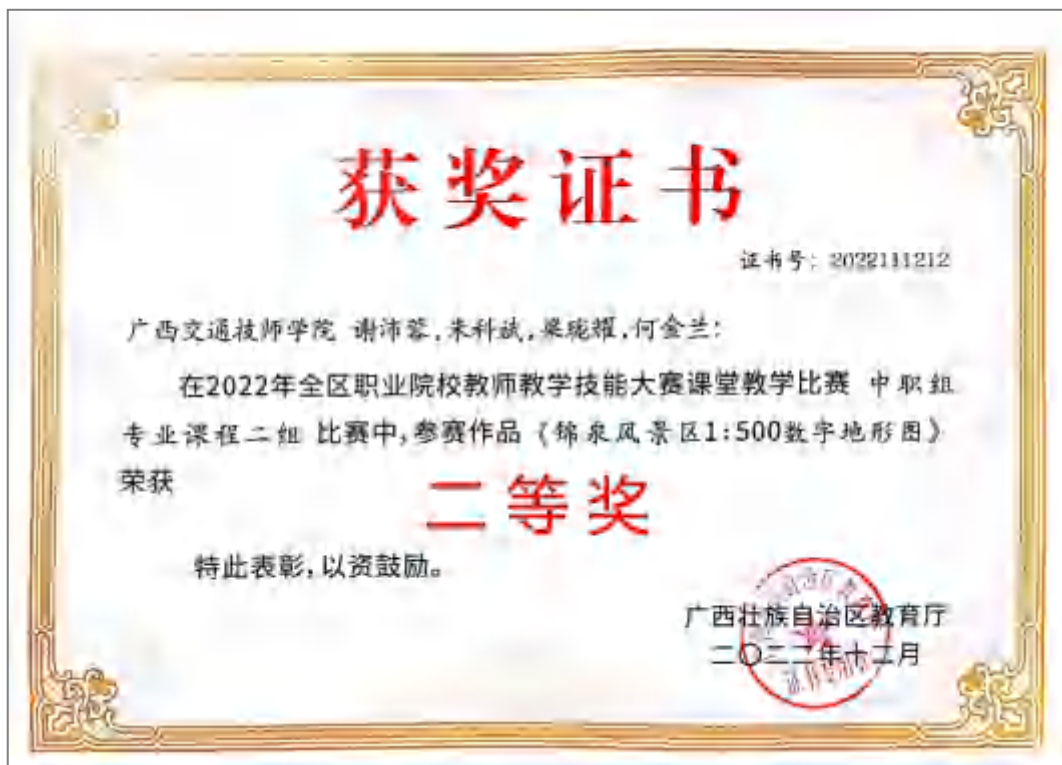 获奖证书
证书号：2022111212
广西交通技师学院 谢沛蓉,朱科试,梁珑耀,何金兰:
在2022年全区职业院校教师教学技能大赛课堂教学比赛 中职组
专业课程二组 比赛中,参赛作品《锦泉风景区1:500数字地形图》
荣获
二等奖
特此表彰,以资鼓励。
广西壮族自治区教育厅
二〇二二年十二月